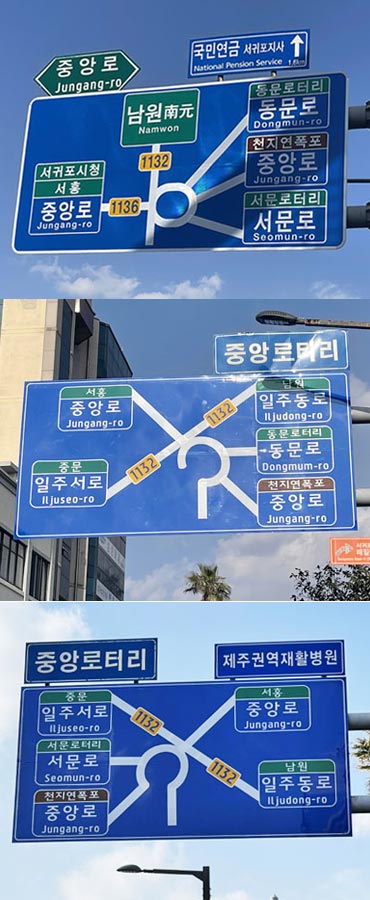 중앙로
Jungang-ro
국민연금 서귀포지사
National Pension Service 1.6km
남원 南元
Namwon
1132
동문로터리
동문로
Dongmun-ro
천지연폭포
중앙로
Jungang-ro
서귀포시청
서홍
중앙로
Jungang-ro
1136
서문로터리
서문로
Seomun-ro
중앙로터리
서홍
중앙로
Jungang-ro
1132
남원
일주동로
Iljudong-ro
중문
일주서로
Iljuseo-ro
1132
동문로터리
동문로
Dongmum-ro
천지연폭포
중앙로
Jungang-ro
중앙로터리
제주권역재활병원
중문
일주서로
Iljuseo-ro
1132
서홍
중앙로
Jungang-ro
서문로터리
서문로
Seomun-ro
1132
남원
일주동로
Iljudong-ro
천지연폭포
중앙로
Jungang-ro